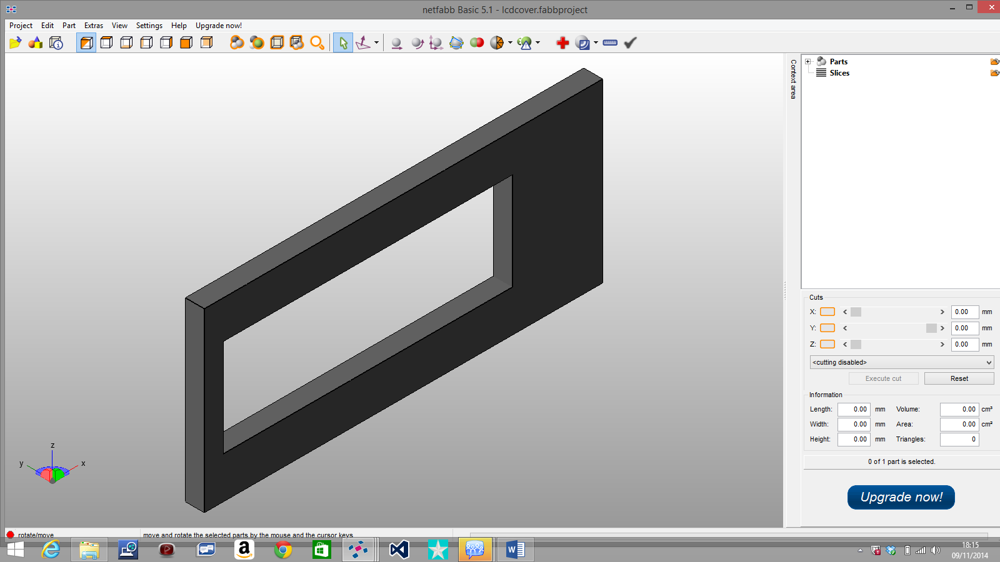 netfabb Basic 5.1 - lcdcover.fabbproject
Project Edit Part Extras View Settings Help Upgrade now!
Context area
Parts
Slices
Cuts
X: < > 0.00 mm
Y: < > 0.00 mm
Z: < > 0.00 mm
<cutting disabled>
Execute cut Reset
Information
Length: 0.00 mm Volume: 0.00 cm³
Width: 0.00 mm Area: 0.00 cm²
Height: 0.00 mm Triangles: 0
0 of 1 part is selected.
Upgrade now!
z
y x
rotate/move move and rotate the selected parts by the mouse and the cursor keys
18:15
09/11/2014